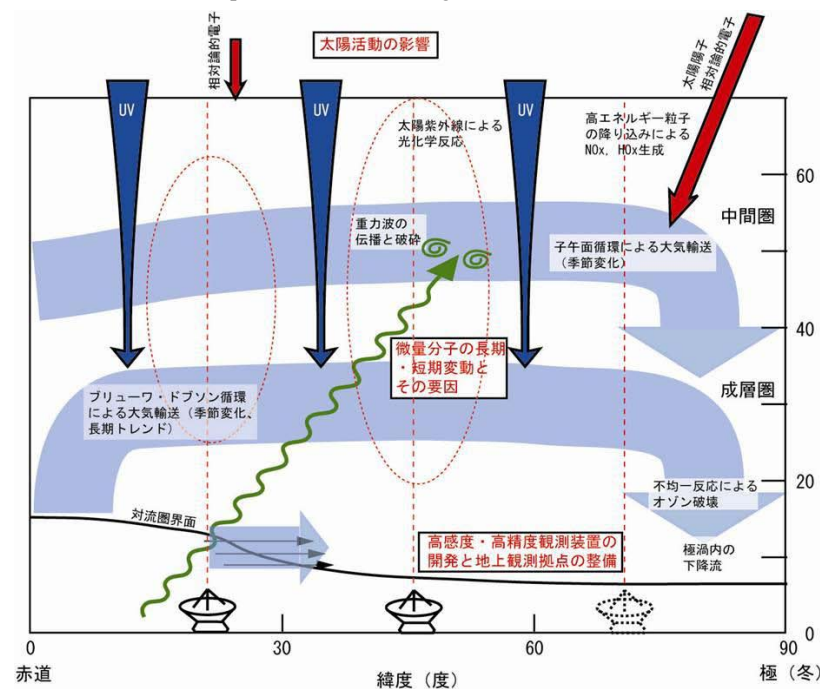 太陽活動の影響
相対論的電子
太陽陽子
相対論的電子
UV
UV
UV
太陽紫外線による
光化学反応
高エネルギー粒子
の降り込みによる
NOx, HOx生成
60
中間圏
重力波の
伝播と破砕
子午面循環による大気輸送
(季節変化)
40
微量分子の長期
・短期変動と
その要因
成層圏
ブリューワ・ドブソン循環
による大気輸送(季節変化、
長期トレンド)
20
不均一反応による
オゾン破壊
対流圏界面
高感度・高精度観測装置の
開発と地上観測拠点の整備
極渦内の
下降流
0
0
30
60
90
赤道
緯度(度)
極(冬)